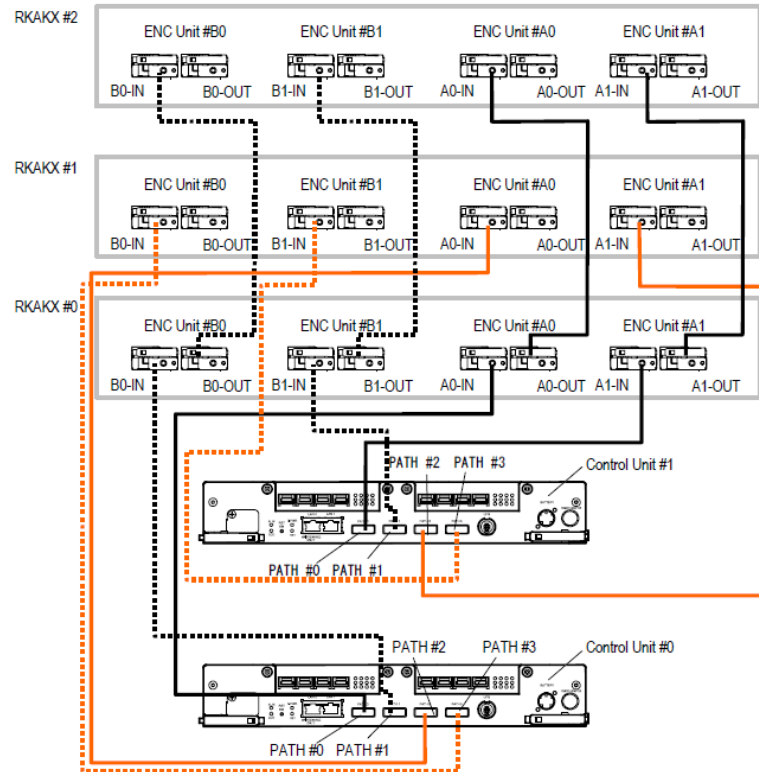 RKAKX #2
ENC Unit #B0 ENC Unit #B1 ENC Unit #A0 ENC Unit #A1
B0-IN B0-OUT B1-IN B1-OUT A0-IN A0-OUT A1-IN A1-OUT
RKAKX #1
ENC Unit #B0 ENC Unit #B1 ENC Unit #A0 ENC Unit #A1
B0-IN B0-OUT B1-IN B1-OUT A0-IN A0-OUT A1-IN A1-OUT
RKAKX #0
ENC Unit #B0 ENC Unit #B1 ENC Unit #A0 ENC Unit #A1
B0-IN B0-OUT B1-IN B1-OUT A0-IN A0-OUT A1-IN A1-OUT
PATH #2 PATH #3 Control Unit #1
PATH #0 PATH #1
PATH #2 PATH #3 Control Unit #0
PATH #0 PATH #1